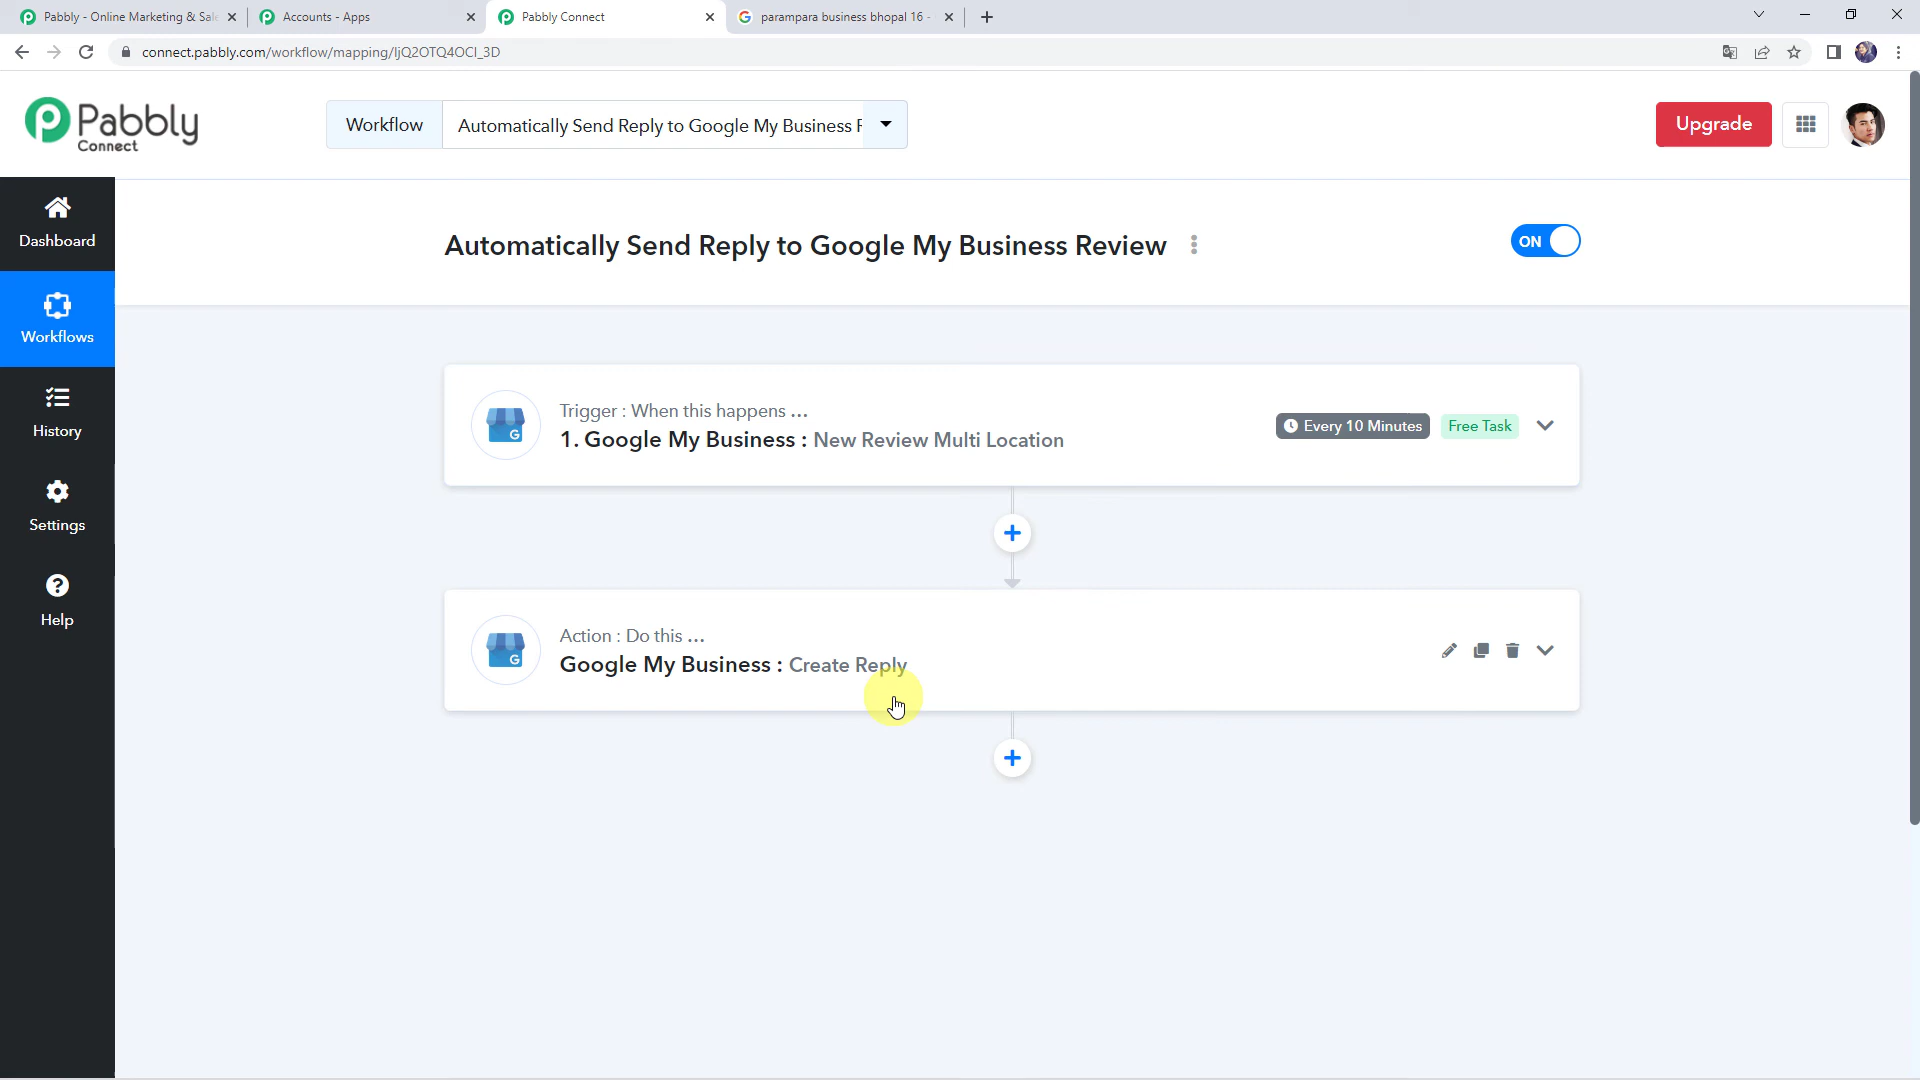 Pabbly - Online Marketing & Sale
Accounts - Apps
Pabbly Connect
parampara business bhopal 16 -
connect.pabbly.com/workflow/mapping/IjQ2OTQ4OCI_3D
Pabbly
Connect
Workflow
Automatically Send Reply to Google My Business F
Upgrade
Dashboard
Automatically Send Reply to Google My Business Review
ON
Workflows
History
Settings
Help
Trigger : When this happens ...
1. Google My Business : New Review Multi Location
Every 10 Minutes
Free Task
Action : Do this ...
Google My Business : Create Reply